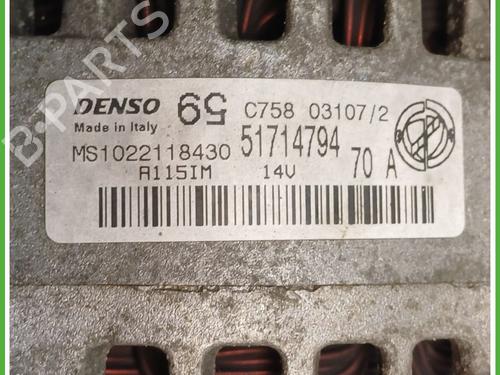 DENSO 59 C758 03107/2
Made in Italy
MS1022118430 51714794
A115IM 14V 70 A
B-PARTS